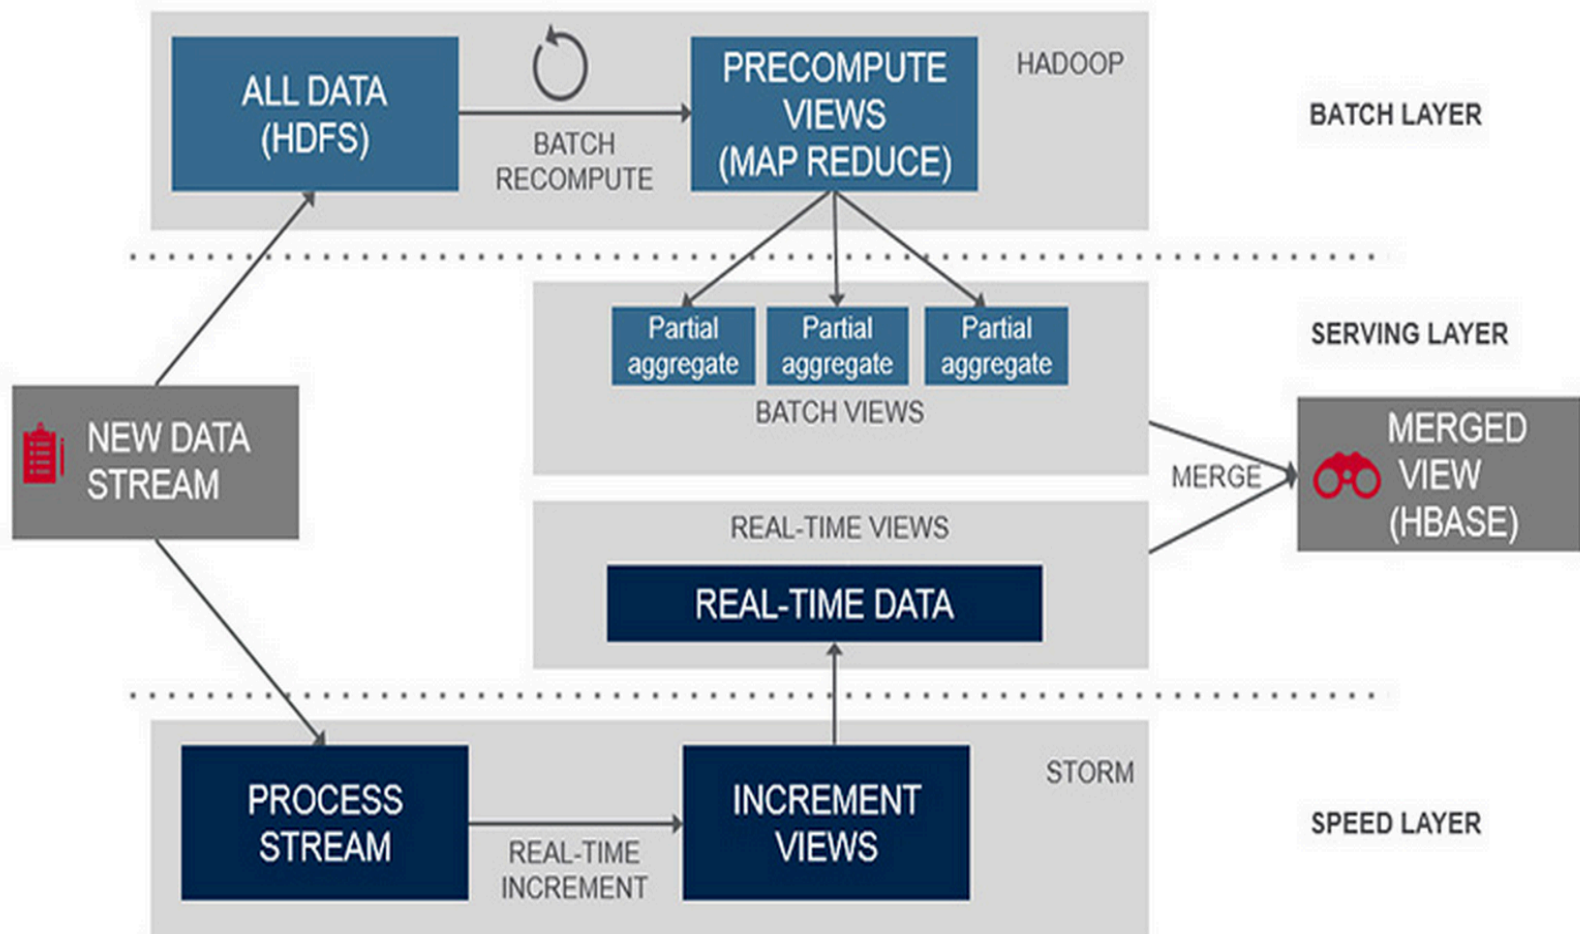 ALL DATA
(HDFS)
BATCH
RECOMPUTE
PRECOMPUTE
VIEWS
(MAP REDUCE)
HADOOP
BATCH LAYER
Partial
aggregate
Partial
aggregate
Partial
aggregate
BATCH VIEWS
SERVING LAYER
NEW DATA
STREAM
MERGE
MERGED
VIEW
(HBASE)
REAL-TIME VIEWS
REAL-TIME DATA
PROCESS
STREAM
REAL-TIME
INCREMENT
INCREMENT
VIEWS
STORM
SPEED LAYER